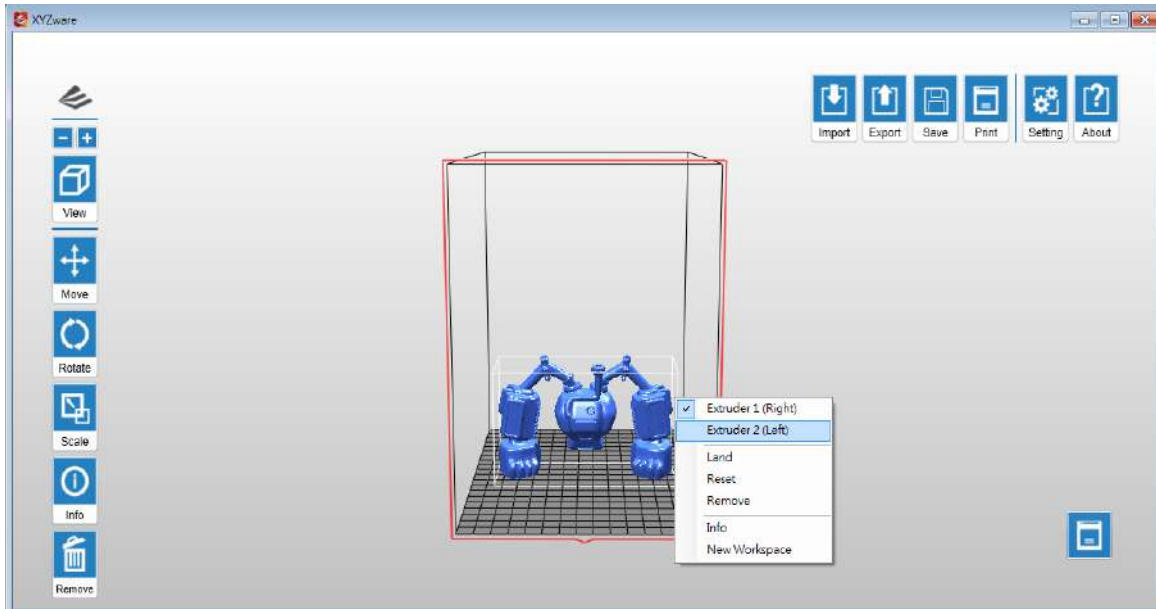 XYZware
Import Export Save Print Setting About
- +
View
Move
Rotate
Scale
Info
Remove
Extruder 1 (Right)
Extruder 2 (Left)
Land
Reset
Remove
Info
New Workspace